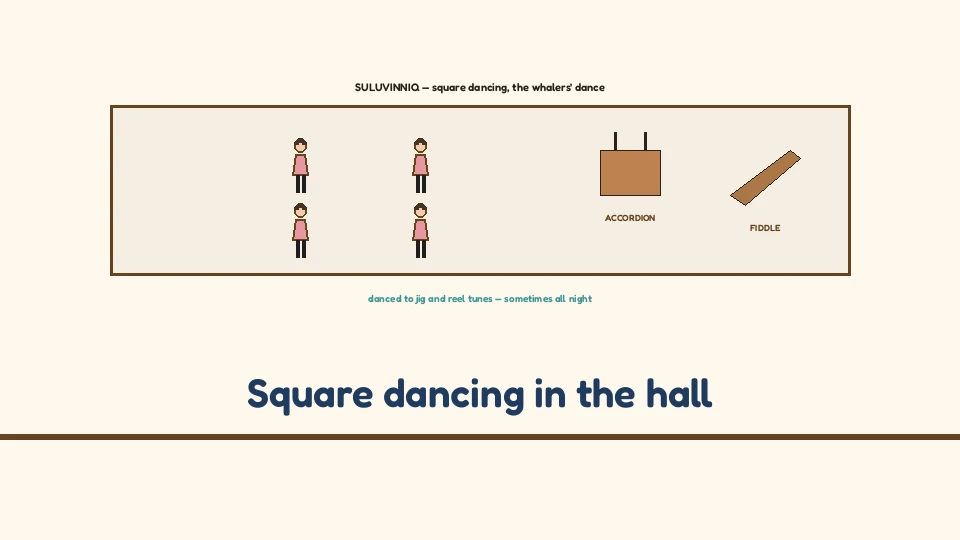 SULUVINNIQ — square dancing, the whalers' dance
ACCORDION
FIDDLE
danced to jig and reel tunes — sometimes all night
Square dancing in the hall